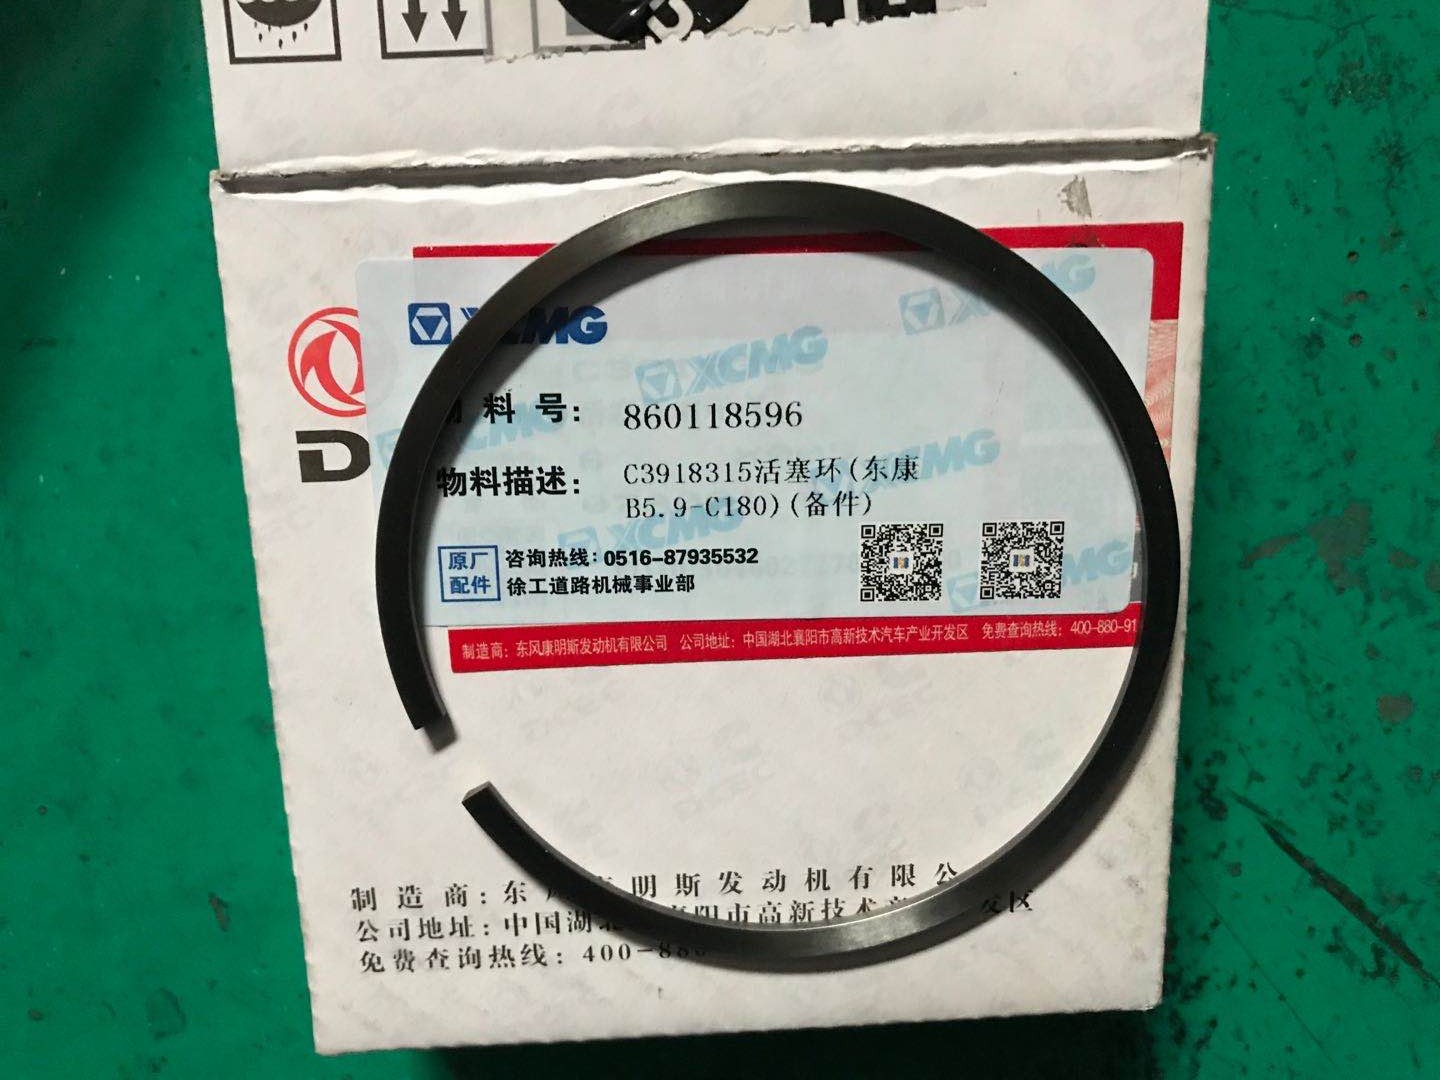 XCMG
料 号: 860118596
物料描述: C3918315活塞环(东康
B5.9-C180)(备件)
原厂
配件
咨询热线:0516-87935532
徐工道路机械事业部
制造商: 东风康明斯发动机有限公司 公司地址: 中国湖北襄阳市高新技术汽车产业开发区 免费查询热线: 400-880-91
制 造 商:东 明 斯 发 动 机 有 限 公
公司地址:中国湖 阳市高新技术 发区
免费查询热线: 400-88